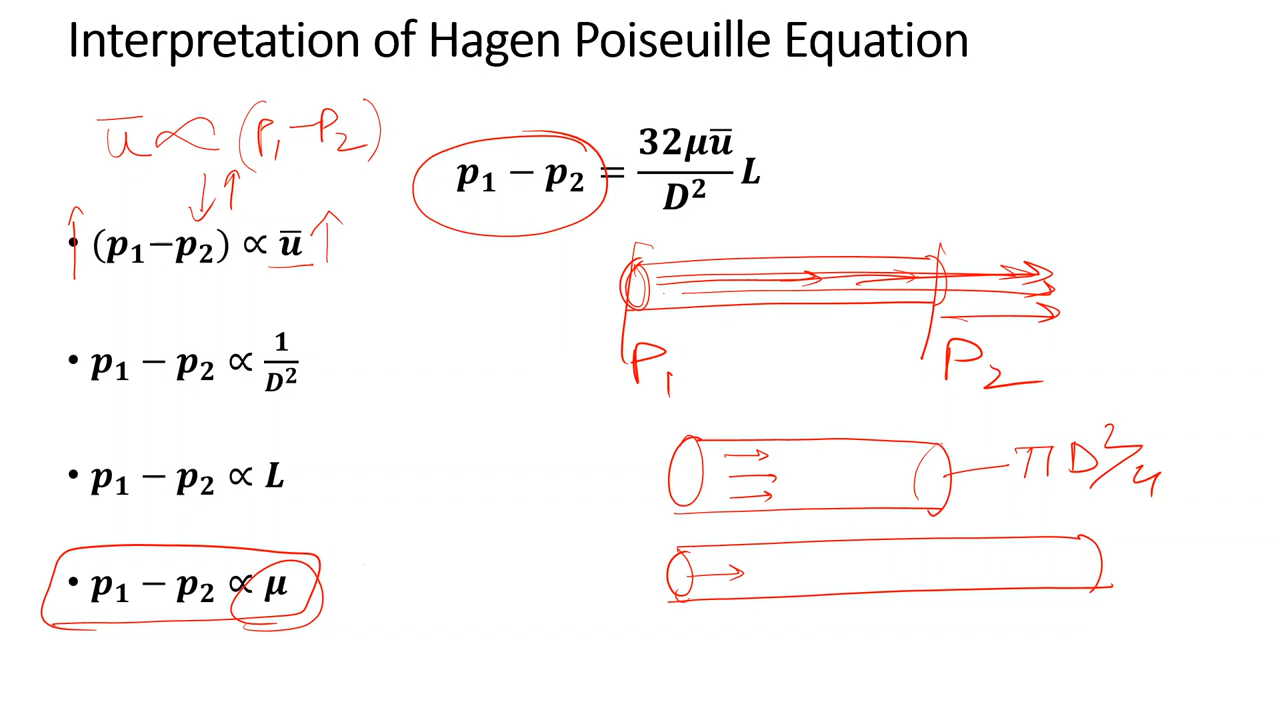 Interpretation of Hagen Poiseuille Equation
u̅ ∝ (P₁-P₂)
p₁ − p₂ = 32μu̅/D² L
• (p₁−p₂) ∝ u̅
P₁
P₂
• p₁ − p₂ ∝ 1/D²
πD²/4
• p₁ − p₂ ∝ L
• p₁ − p₂ ∝ μ